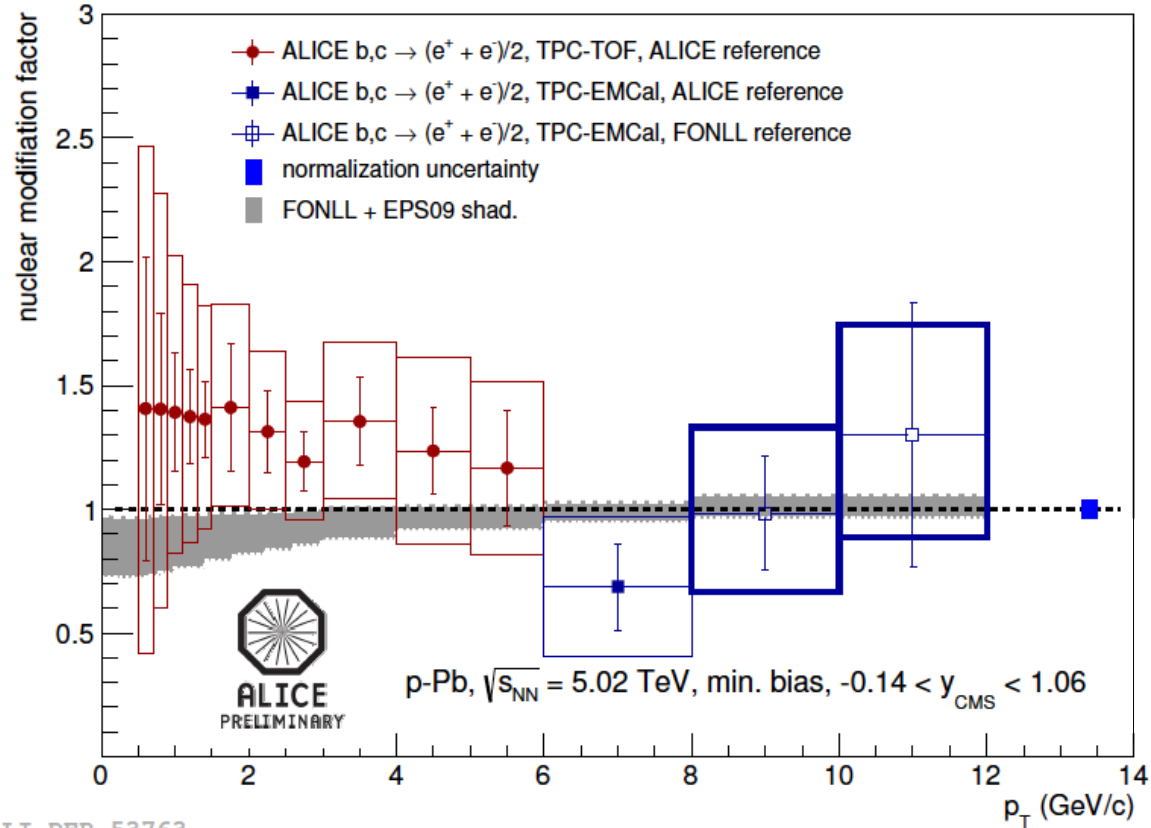 3
ALICE b,c → (e⁺ + e⁻)/2, TPC-TOF, ALICE reference
ALICE b,c → (e⁺ + e⁻)/2, TPC-EMCal, ALICE reference
ALICE b,c → (e⁺ + e⁻)/2, TPC-EMCal, FONLL reference
normalization uncertainty
FONLL + EPS09 shad.
nuclear modifiation factor
2.5
2
1.5
1
0.5
ALICE
PRELIMINARY
p-Pb, √s_NN = 5.02 TeV, min. bias, -0.14 < y_CMS < 1.06
0 2 4 6 8 10 12 14
p_T (GeV/c)